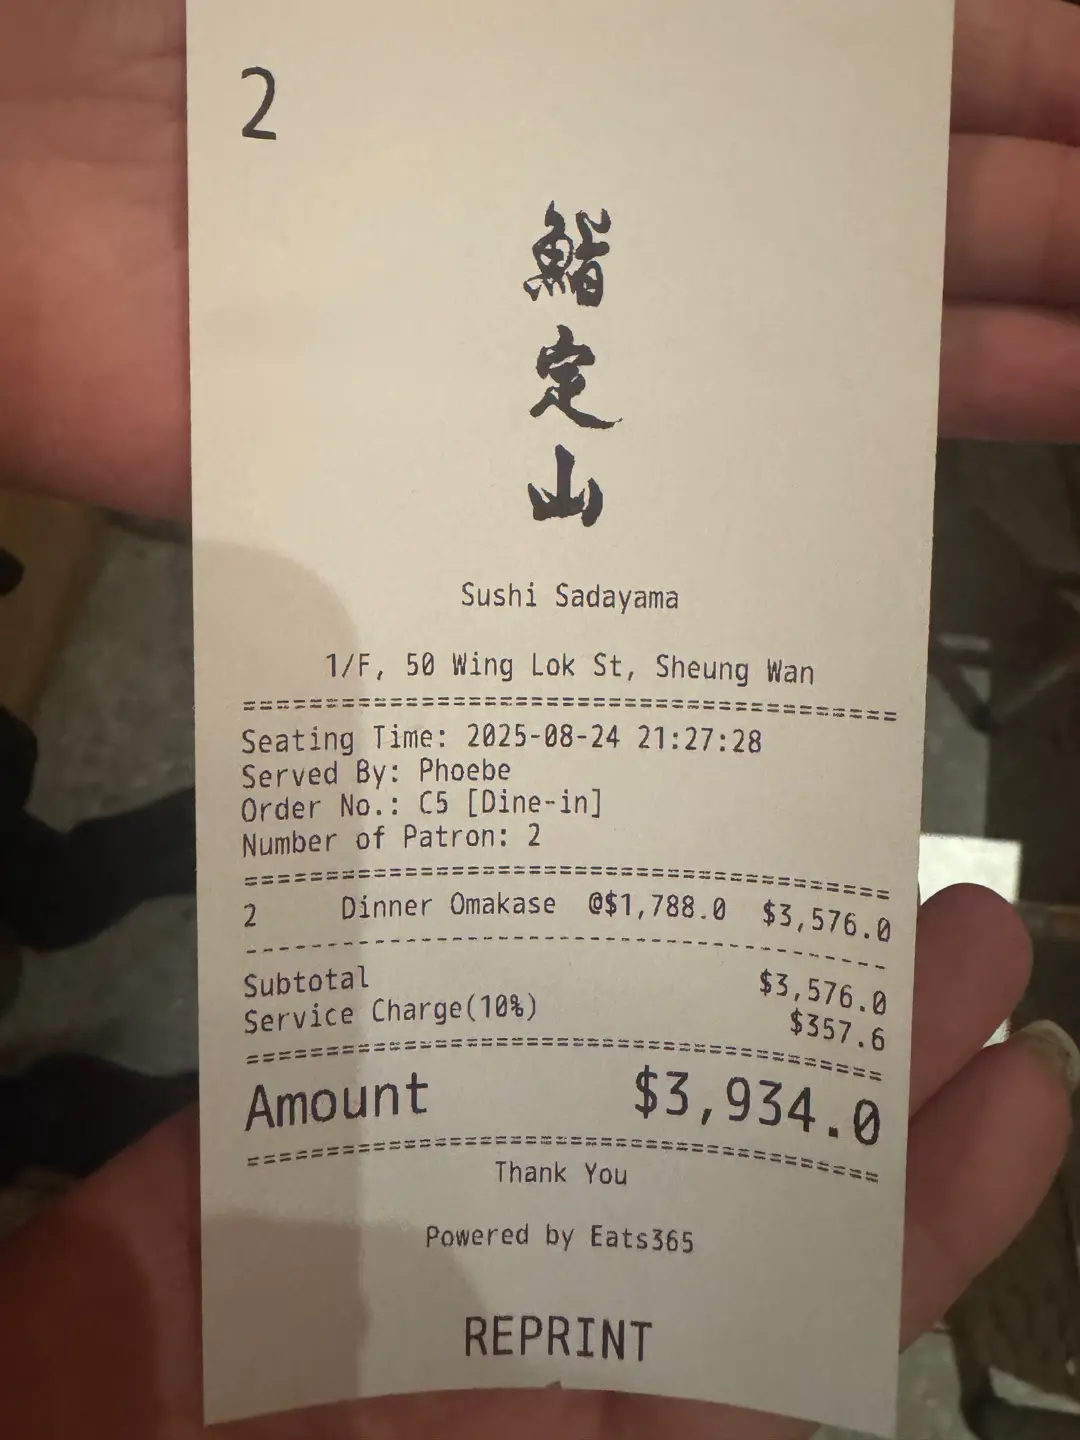 2
鮨
定
山
Sushi Sadayama
1/F, 50 Wing Lok St, Sheung Wan
========================================
Seating Time: 2025-08-24 21:27:28
Served By: Phoebe
Order No.: C5 [Dine-in]
Number of Patron: 2
========================================
2 Dinner Omakase @$1,788.0 $3,576.0
----------------------------------------
Subtotal $3,576.0
Service Charge(10%) $357.6
========================================
Amount $3,934.0
========================================
Thank You
Powered by Eats365
REPRINT